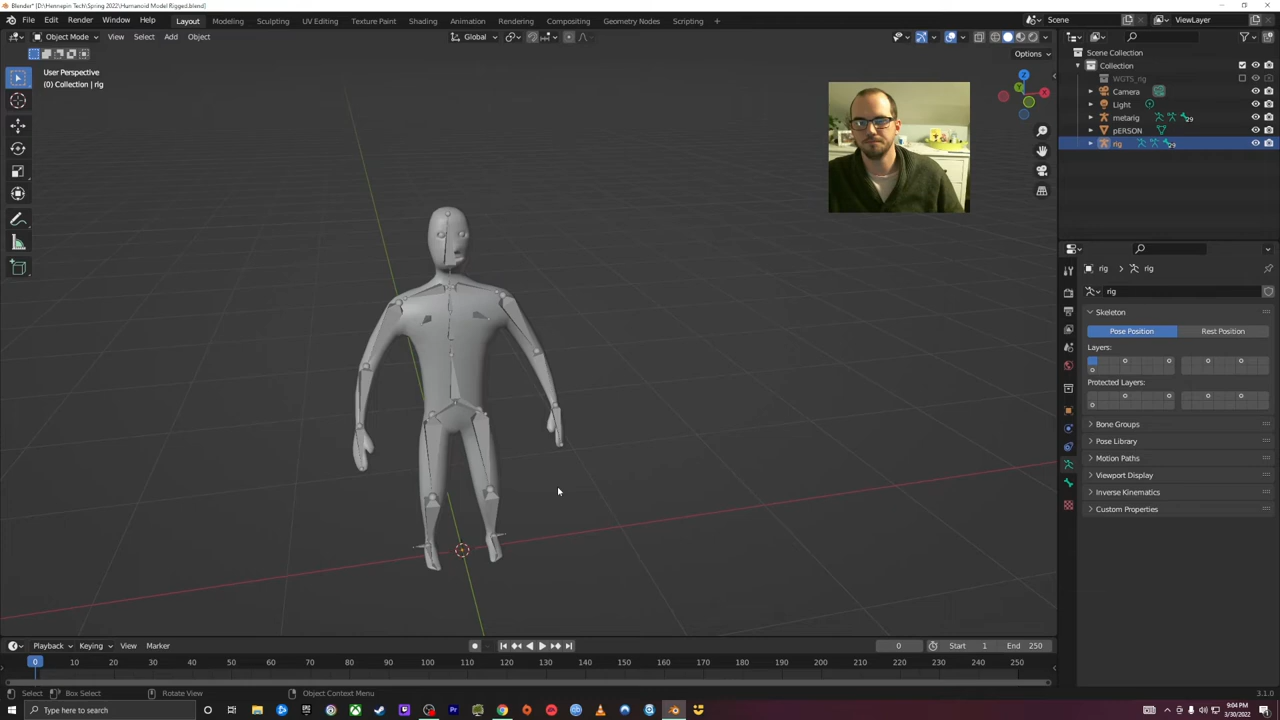 Blender* [D:\Hennepin Tech\Spring 2022\Humanoid Model Rigged.blend]
File Edit Render Window Help Layout Modeling Sculpting UV Editing Texture Paint Shading Animation Rendering Compositing Geometry Nodes Scripting Scene ViewLayer
Object Mode View Select Add Object Global
Options
User Perspective
(0) Collection | rig
Scene Collection
Collection
WGTS_rig
Camera
Light
metarig 29
pERSON
rig 29
rig rig
rig
Skeleton
Pose Position Rest Position
Layers:
Protected Layers:
Bone Groups
Pose Library
Motion Paths
Viewport Display
Inverse Kinematics
Custom Properties
Playback Keying View Marker 0 Start 1 End 250
0 10 20 30 40 50 60 70 80 90 100 110 120 130 140 150 160 170 180 190 200 210 220 230 240 250
Select Box Select Rotate View Object Context Menu 3.1.0
Type here to search
9:04 PM
3/30/2022